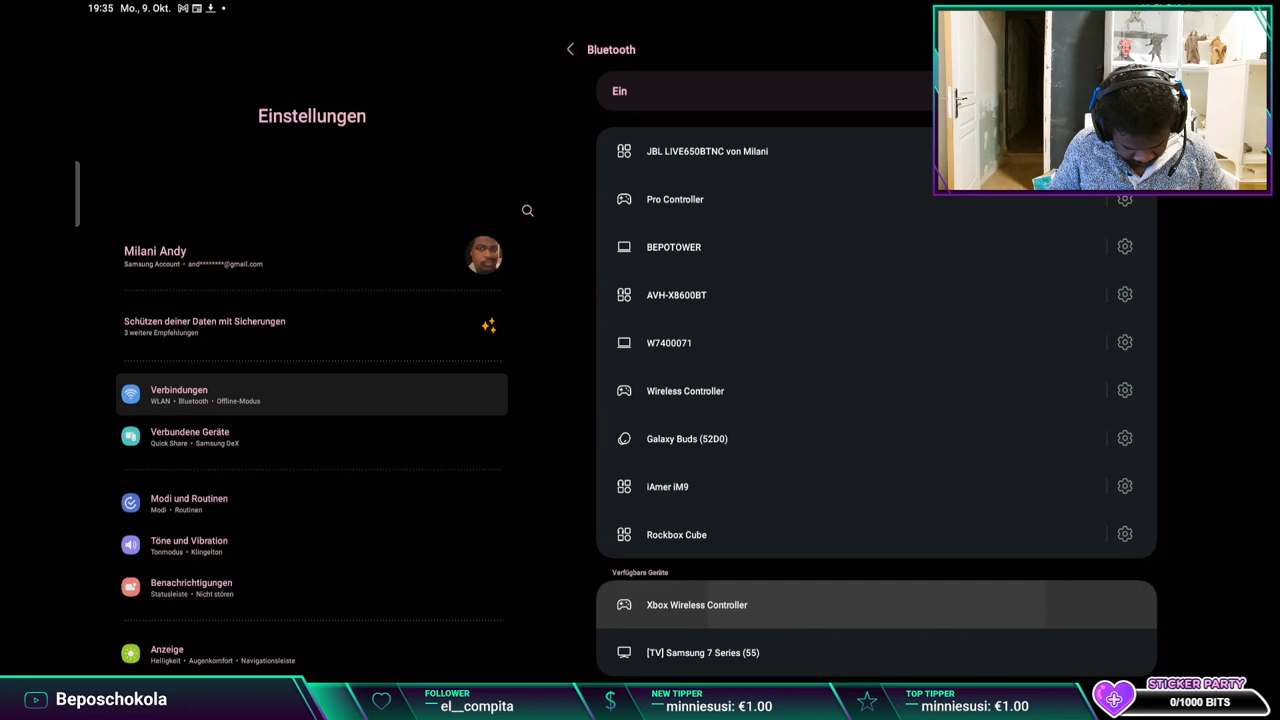 19:35 Mo., 9. Okt.
Bluetooth
Ein
Einstellungen
JBL LIVE650BTNC von Milani
Pro Controller
BEPOTOWER
AVH-X8600BT
W7400071
Wireless Controller
Galaxy Buds (52D0)
iAmer iM9
Rockbox Cube
Verfügbare Geräte
Xbox Wireless Controller
[TV] Samsung 7 Series (55)
Milani Andy
Samsung Account • and********@gmail.com
Schützen deiner Daten mit Sicherungen
3 weitere Empfehlungen
Verbindungen
WLAN • Bluetooth • Offline-Modus
Verbundene Geräte
Quick Share • Samsung DeX
Modi und Routinen
Modi • Routinen
Töne und Vibration
Tonmodus • Klingelton
Benachrichtigungen
Statusleiste • Nicht stören
Anzeige
Helligkeit • Augenkomfort • Navigationsleiste
Beposchokola
FOLLOWER
el__compita
NEW TIPPER
minniesusi: €1.00
TOP TIPPER
minniesusi: €1.00
STICKER PARTY
0/1000 BITS